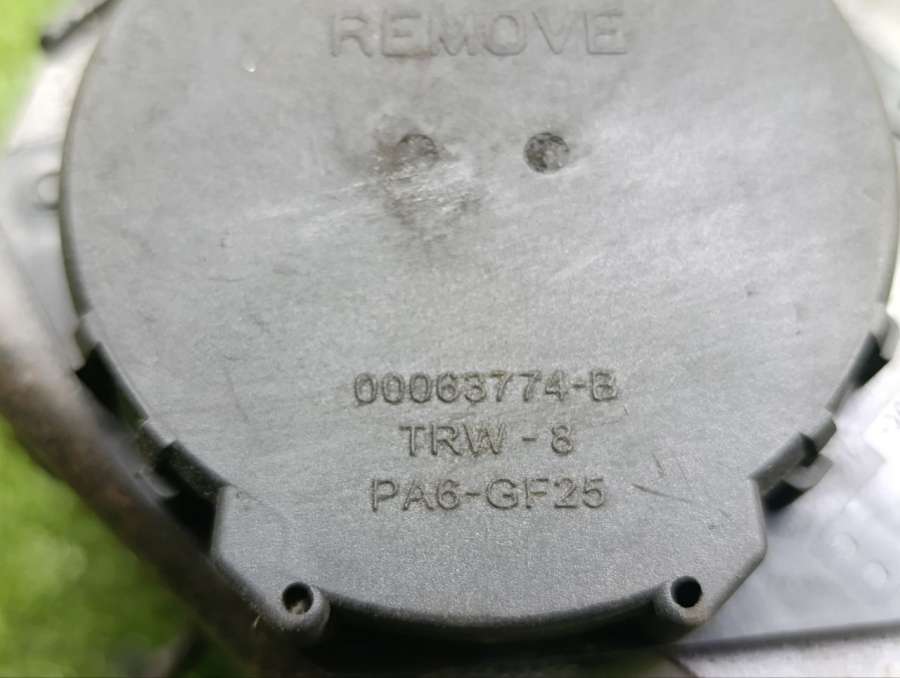 REMOVE
00063774-B
TRW - 8
PA6-GF25